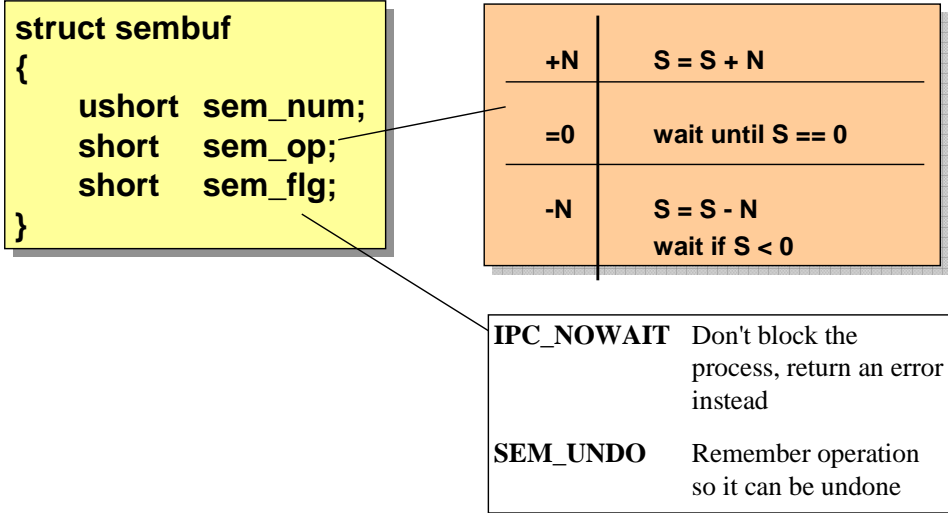 struct sembuf
{
ushort sem_num;
short sem_op;
short sem_flg;
}
+N S = S + N
=0 wait until S == 0
-N S = S - N
wait if S < 0
IPC_NOWAIT Don't block the
process, return an error
instead
SEM_UNDO Remember operation
so it can be undone